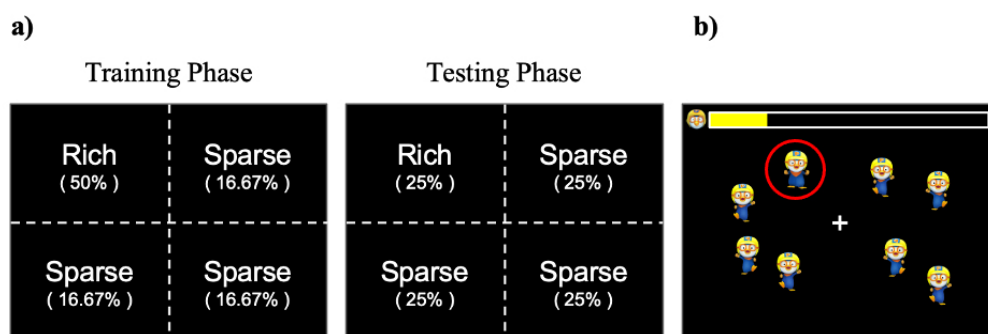 a)
b)
Training Phase
Testing Phase
Rich
( 50% )
Sparse
( 16.67% )
Sparse
( 16.67% )
Sparse
( 16.67% )
Rich
( 25% )
Sparse
( 25% )
Sparse
( 25% )
Sparse
( 25% )
+